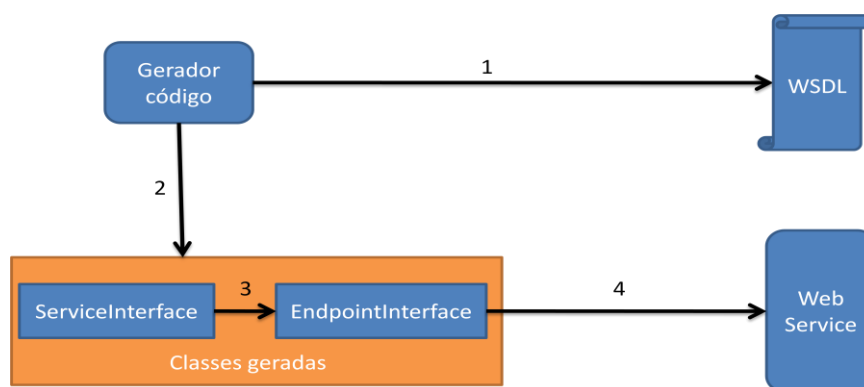 Gerador
código
1
WSDL
2
ServiceInterface
3
EndpointInterface
4
Web
Service
Classes geradas